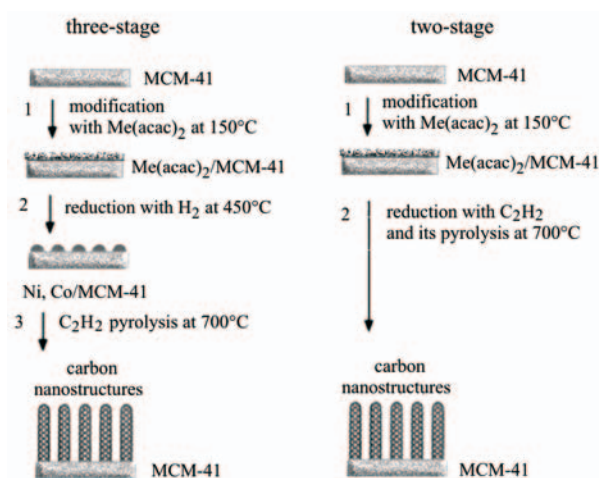 three-stage
MCM-41
1
modification
with Me(acac)₂ at 150°C
Me(acac)₂/MCM-41
2
reduction with H₂ at 450°C
Ni, Co/MCM-41
3
C₂H₂ pyrolysis at 700°C
carbon
nanostructures
MCM-41
two-stage
MCM-41
1
modification
with Me(acac)₂ at 150°C
Me(acac)₂/MCM-41
2
reduction with C₂H₂
and its pyrolysis at 700°C
carbon
nanostructures
MCM-41